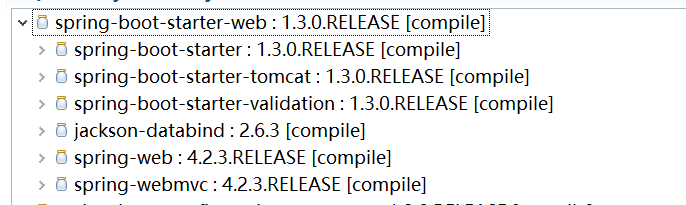 spring-boot-starter-web : 1.3.0.RELEASE [compile]
spring-boot-starter : 1.3.0.RELEASE [compile]
spring-boot-starter-tomcat : 1.3.0.RELEASE [compile]
spring-boot-starter-validation : 1.3.0.RELEASE [compile]
jackson-databind : 2.6.3 [compile]
spring-web : 4.2.3.RELEASE [compile]
spring-webmvc : 4.2.3.RELEASE [compile]